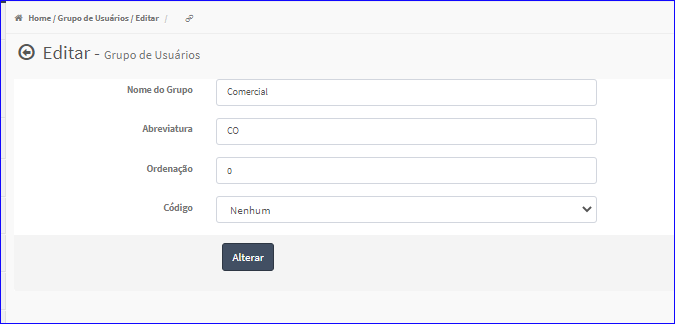 Home / Grupo de Usuários / Editar /
Editar - Grupo de Usuários
Nome do Grupo Comercial
Abreviatura CO
Ordenação 0
Código Nenhum
Alterar